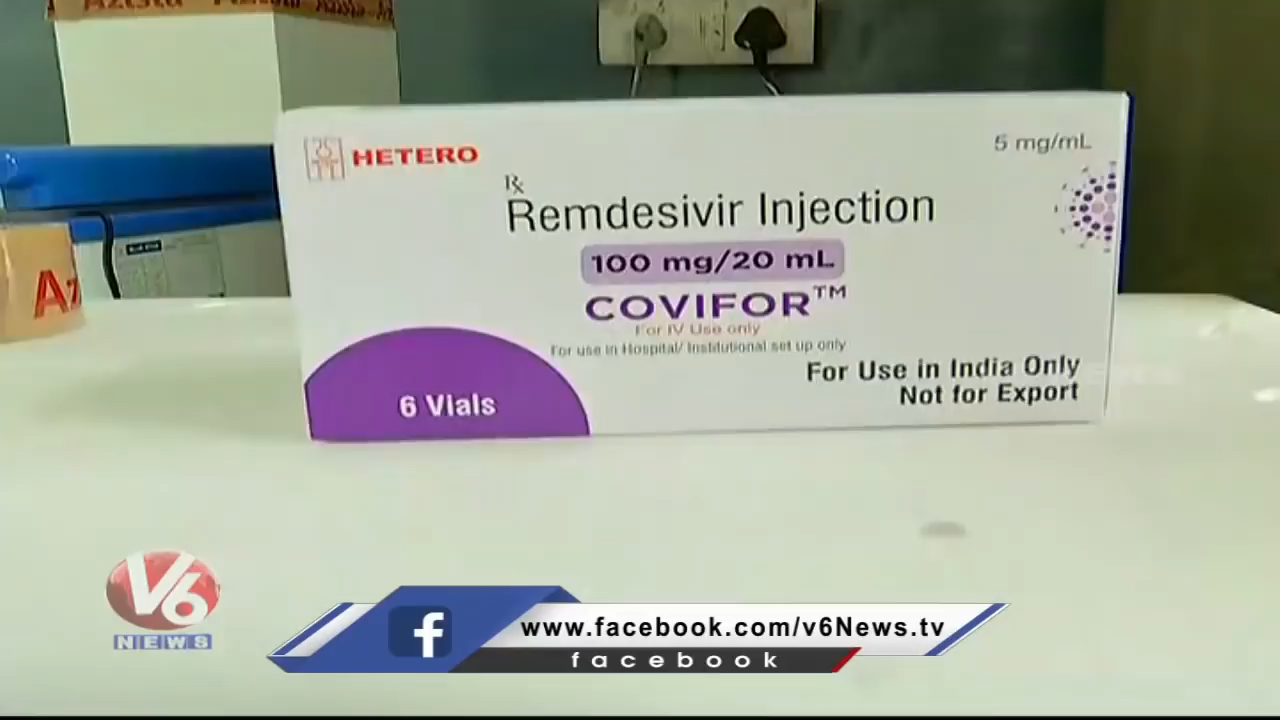 HETERO
5 mg/mL
Rx
Remdesivir Injection
100 mg/20 mL
COVIFOR™
For IV Use only
For use in Hospital/ Institutional set up only
For Use in India Only
Not for Export
6 Vials
V6
NEWS
f
www.facebook.com/v6News.tv
facebook